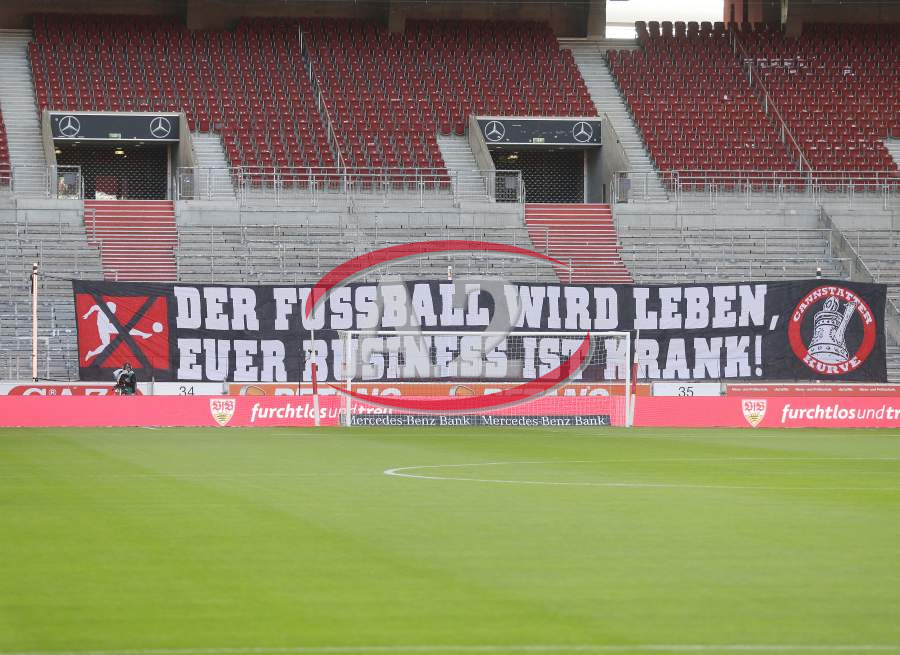 DER FUSSBALL WIRD LEBEN,
EUER BUSINESS IST KRANK!
CANNSTATTER
KURVE
GAZi
34
35
furchtlos und treu
furchtlos und
Mercedes-Benz Bank
Mercedes-Benz Bank